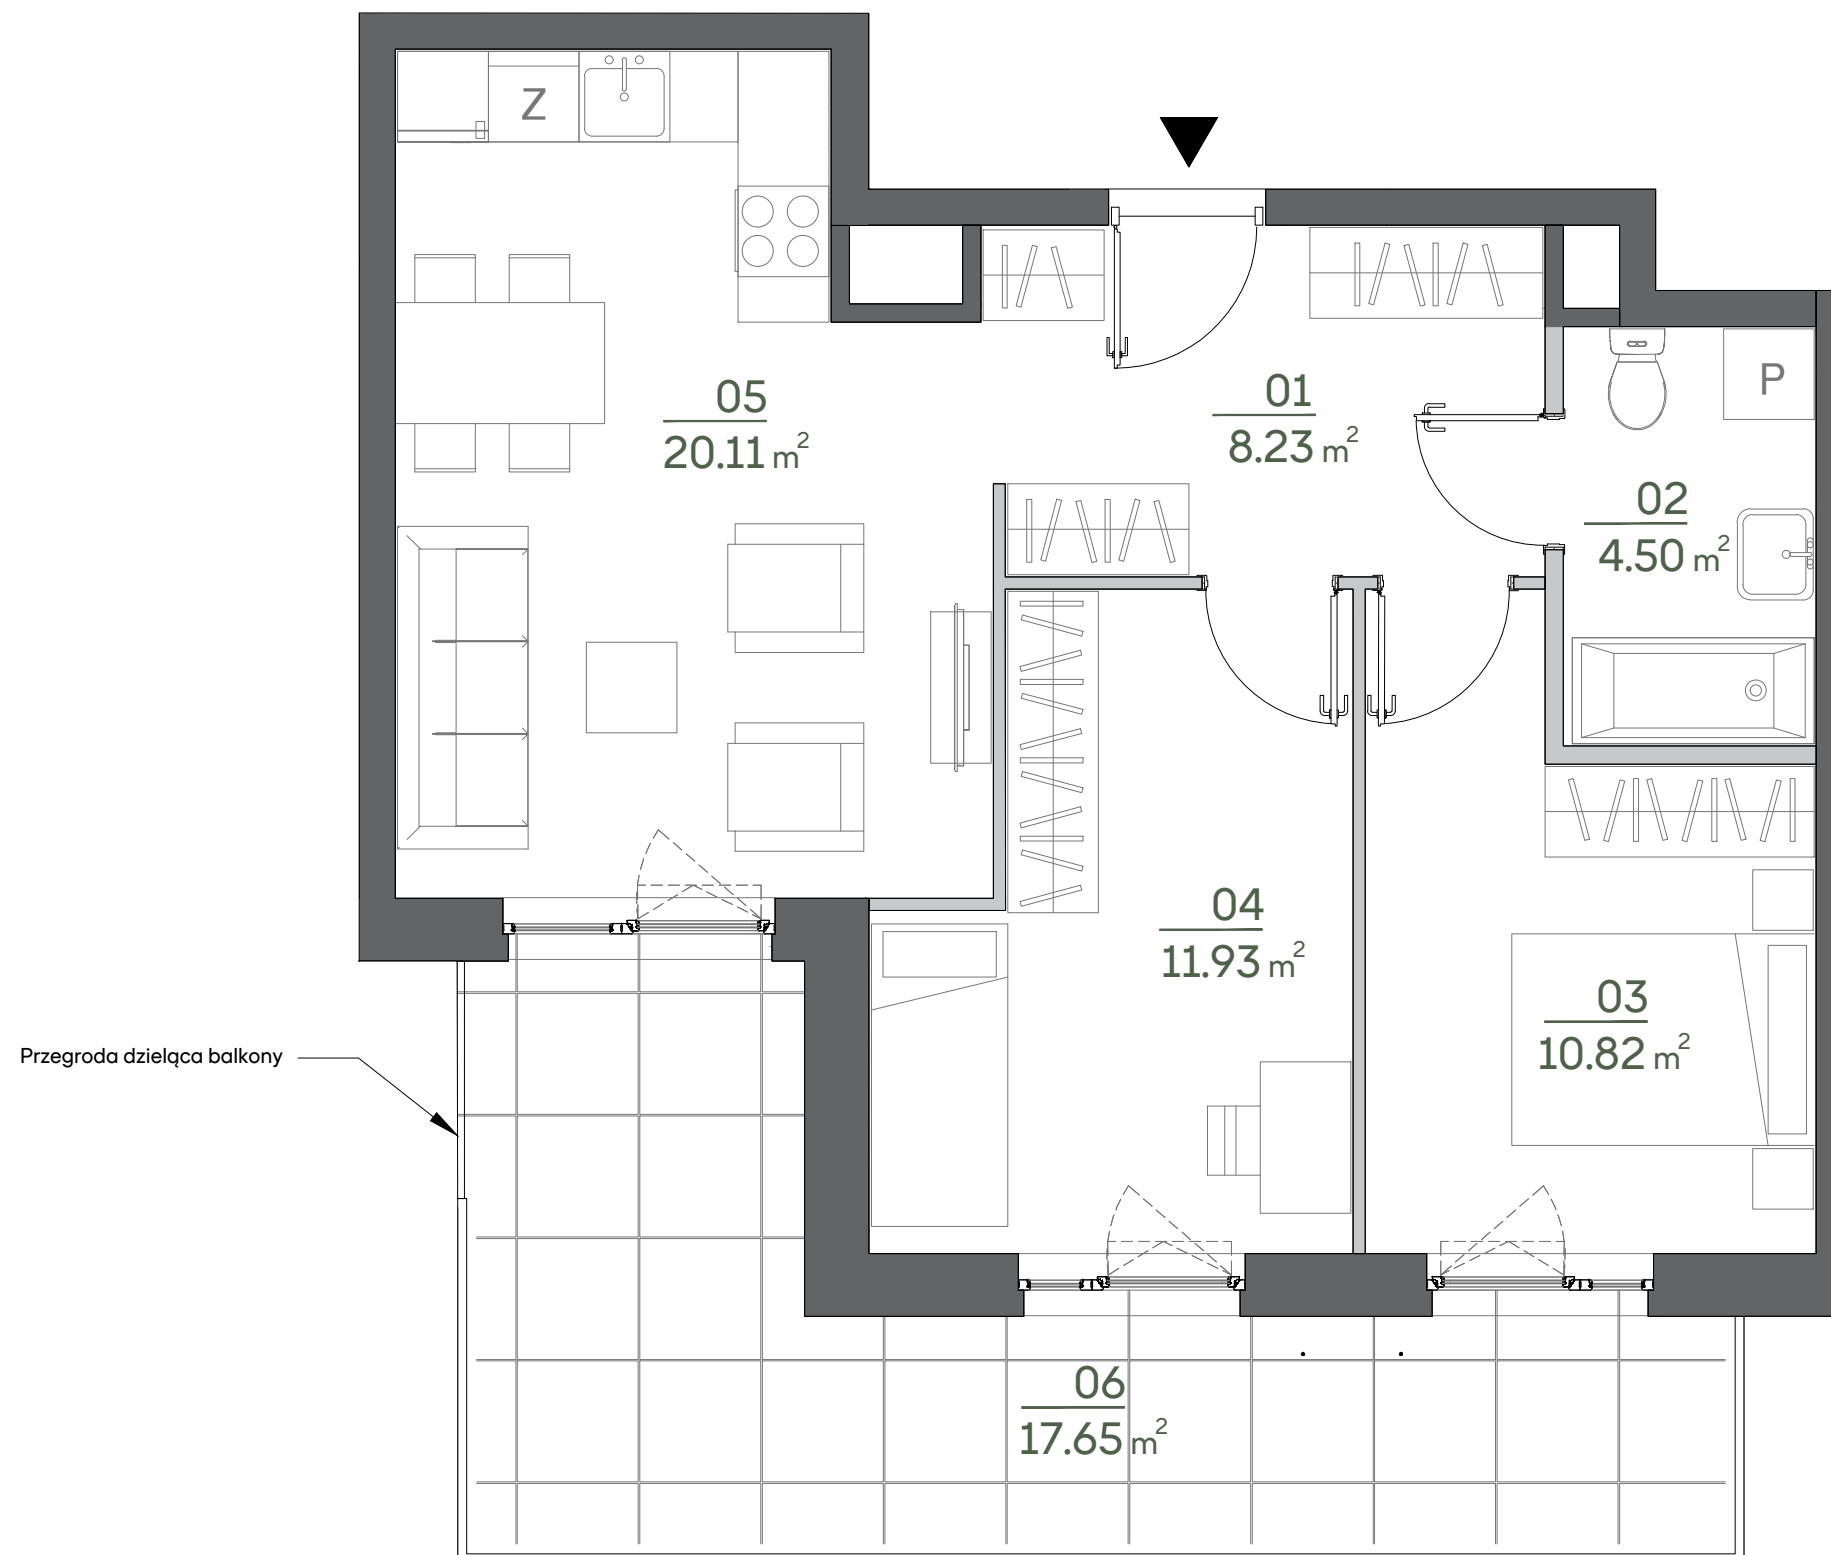 Z
05
20.11 m²
01
8.23 m²
P
02
4.50 m²
04
11.93 m²
03
10.82 m²
Przegroda dzieląca balkony
06
17.65 m²